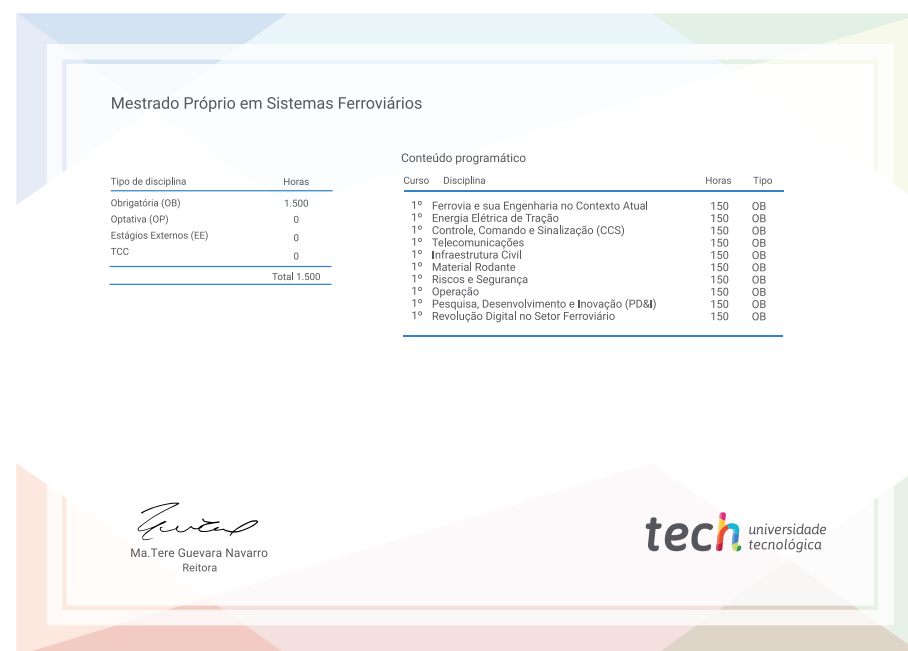 Mestrado Próprio em Sistemas Ferroviários
Tipo de disciplina Horas
Obrigatória (OB) 1.500
Optativa (OP) 0
Estágios Externos (EE) 0
TCC 0
Total 1.500
Conteúdo programático
Curso Disciplina Horas Tipo
1º Ferrovia e sua Engenharia no Contexto Atual 150 OB
1º Energia Elétrica de Tração 150 OB
1º Controle, Comando e Sinalização (CCS) 150 OB
1º Telecomunicações 150 OB
1º Infraestrutura Civil 150 OB
1º Material Rodante 150 OB
1º Riscos e Segurança 150 OB
1º Operação 150 OB
1º Pesquisa, Desenvolvimento e Inovação (PD&I) 150 OB
1º Revolução Digital no Setor Ferroviário 150 OB
Ma.Tere Guevara Navarro
Reitora
tech universidade
tecnológica